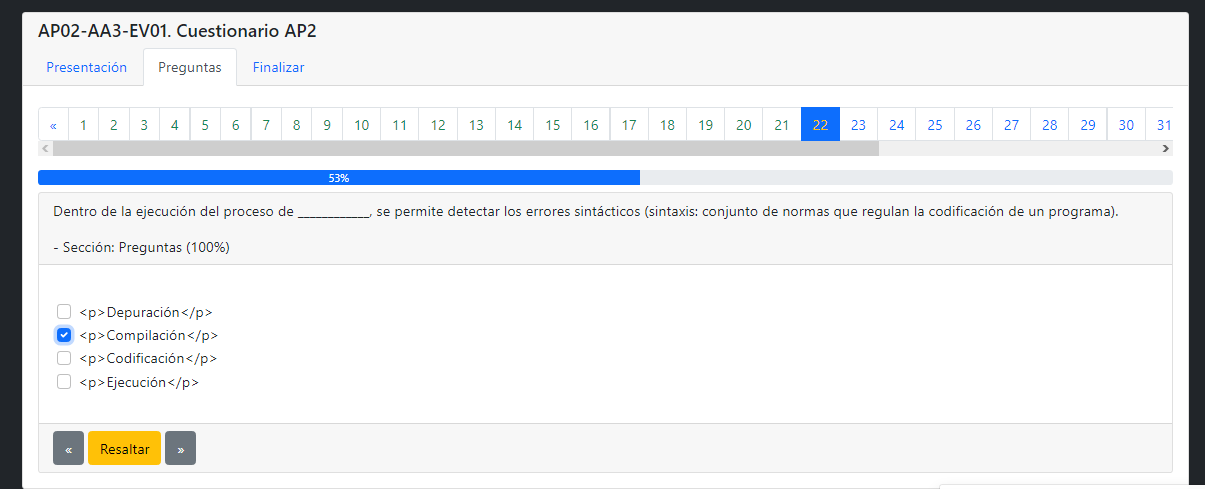 AP02-AA3-EV01. Cuestionario AP2
Presentación Preguntas Finalizar
« 1 2 3 4 5 6 7 8 9 10 11 12 13 14 15 16 17 18 19 20 21 22 23 24 25 26 27 28 29 30 31
53%
Dentro de la ejecución del proceso de ____________, se permite detectar los errores sintácticos (sintaxis: conjunto de normas que regulan la codificación de un programa).
- Sección: Preguntas (100%)
<p>Depuración</p>
<p>Compilación</p>
<p>Codificación</p>
<p>Ejecución</p>
« Resaltar »